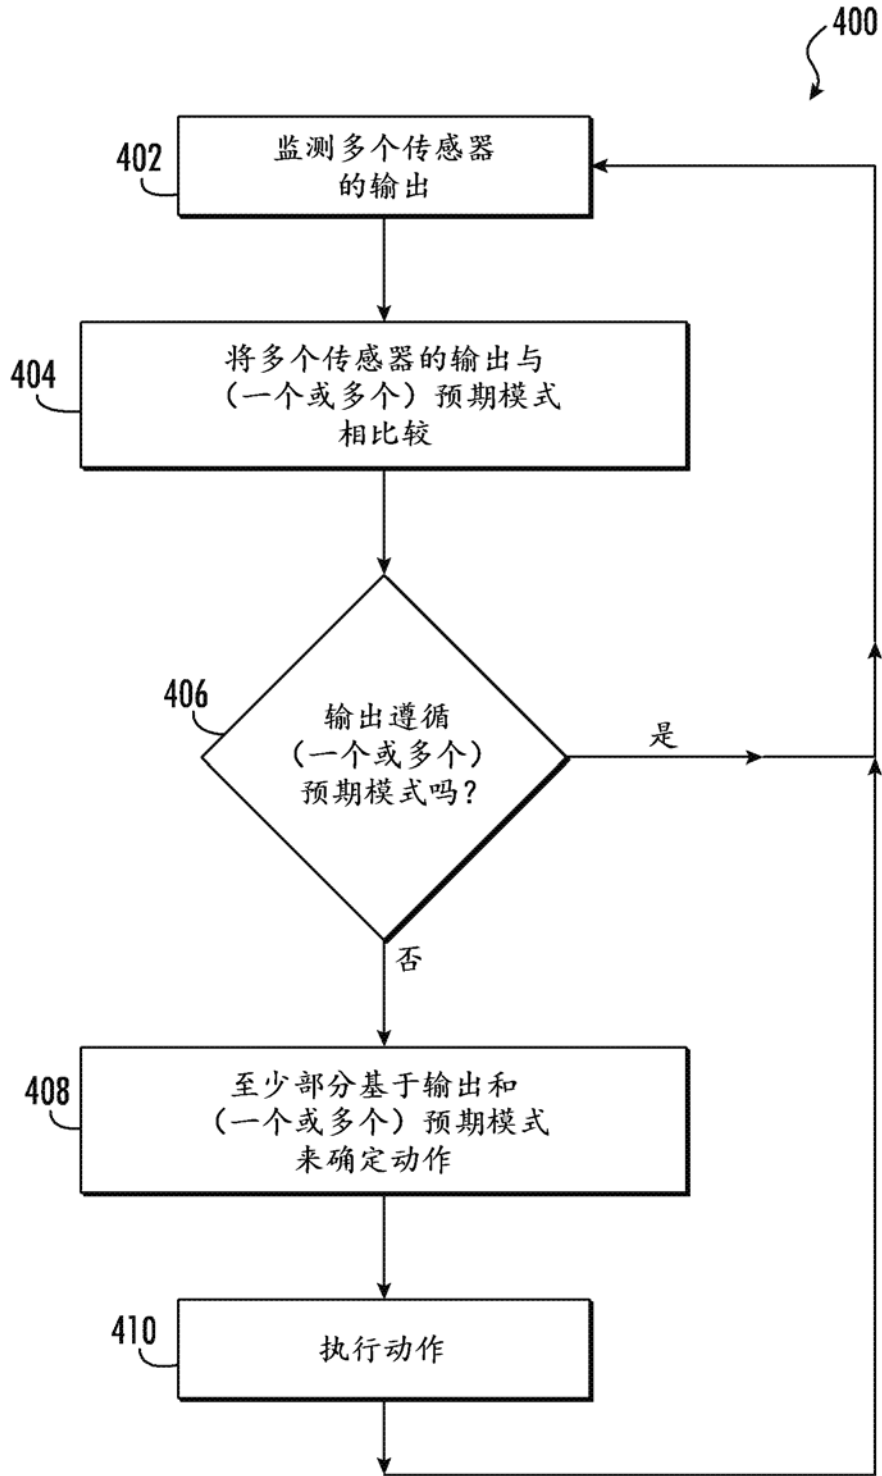 400
402
监测多个传感器
的输出
404
将多个传感器的输出与
（一个或多个）预期模式
相比较
406
输出遵循
（一个或多个）
预期模式吗？
是
否
408
至少部分基于输出和
（一个或多个）预期模式
来确定动作
410
执行动作